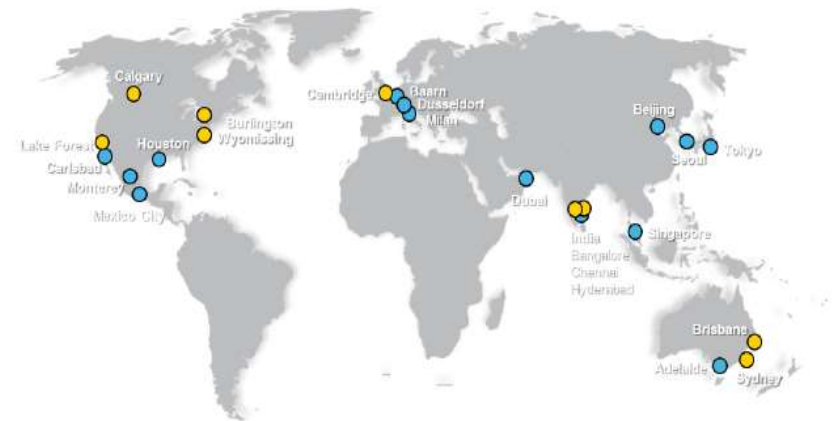 Calgary
Cambridge
Baarn
Dusseldorf
Milan
Burlington
Wyomissing
Lake Forest
Houston
Carlsbad
Monterey
Mexico City
Beijing
Seoul
Tokyo
Dubai
India
Bangalore
Chennai
Hyderabad
Singapore
Brisbane
Adelaide
Sydney